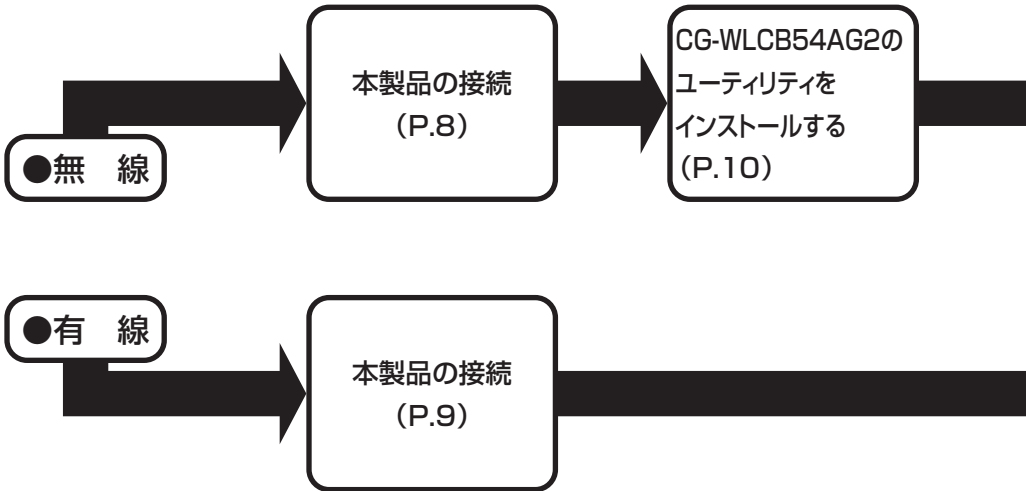 ●無　線
本製品の接続
（P.8）
CG-WLCB54AG2の
ユーティリティを
インストールする
（P.10）
●有　線
本製品の接続
（P.9）